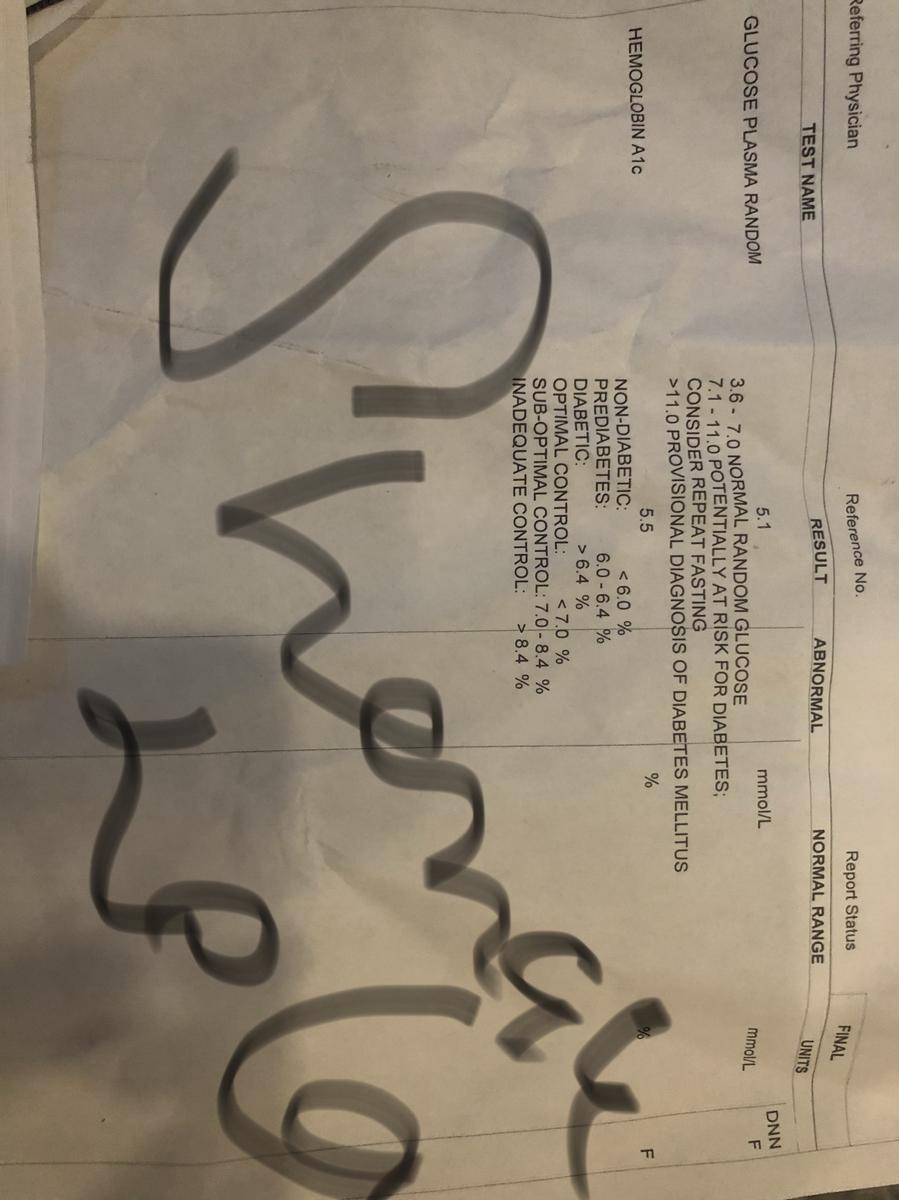 Referring Physician Reference No. Report Status FINAL
TEST NAME RESULT ABNORMAL NORMAL RANGE UNITS
DNN
GLUCOSE PLASMA RANDOM 5.1 mmol/L mmol/L F
3.6 - 7.0 NORMAL RANDOM GLUCOSE
7.1 - 11.0 POTENTIALLY AT RISK FOR DIABETES;
CONSIDER REPEAT FASTING
>11.0 PROVISIONAL DIAGNOSIS OF DIABETES MELLITUS
HEMOGLOBIN A1c 5.5 % % F
NON-DIABETIC: < 6.0 %
PREDIABETES: 6.0 - 6.4 %
DIABETIC: > 6.4 %
OPTIMAL CONTROL: < 7.0 %
SUB-OPTIMAL CONTROL: 7.0 - 8.4 %
INADEQUATE CONTROL: > 8.4 %